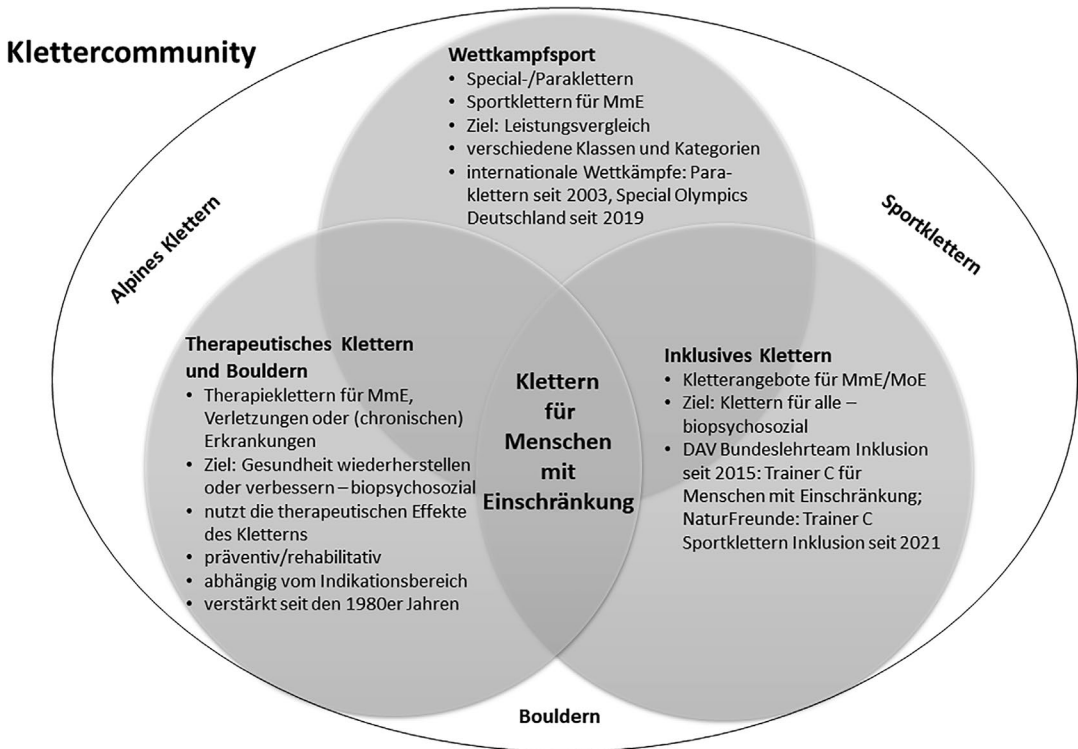 Klettercommunity
Wettkampfsport
• Special-/Paraklettern
• Sportklettern für MmE
• Ziel: Leistungsvergleich
• verschiedene Klassen und Kategorien
• internationale Wettkämpfe: Para-
klettern seit 2003, Special Olympics
Deutschland seit 2019
Alpines Klettern
Sportklettern
Therapeutisches Klettern
und Bouldern
• Therapieklettern für MmE,
Verletzungen oder (chronischen)
Erkrankungen
• Ziel: Gesundheit wiederherstellen
oder verbessern – biopsychosozial
• nutzt die therapeutischen Effekte
des Kletterns
• präventiv/rehabilitativ
• abhängig vom Indikationsbereich
• verstärkt seit den 1980er Jahren
Klettern
für
Menschen
mit
Einschränkung
Inklusives Klettern
• Kletterangebote für MmE/MoE
• Ziel: Klettern für alle –
biopsychosozial
• DAV Bundeslehrteam Inklusion
seit 2015: Trainer C für
Menschen mit Einschränkung;
NaturFreunde: Trainer C
Sportklettern Inklusion seit 2021
Bouldern